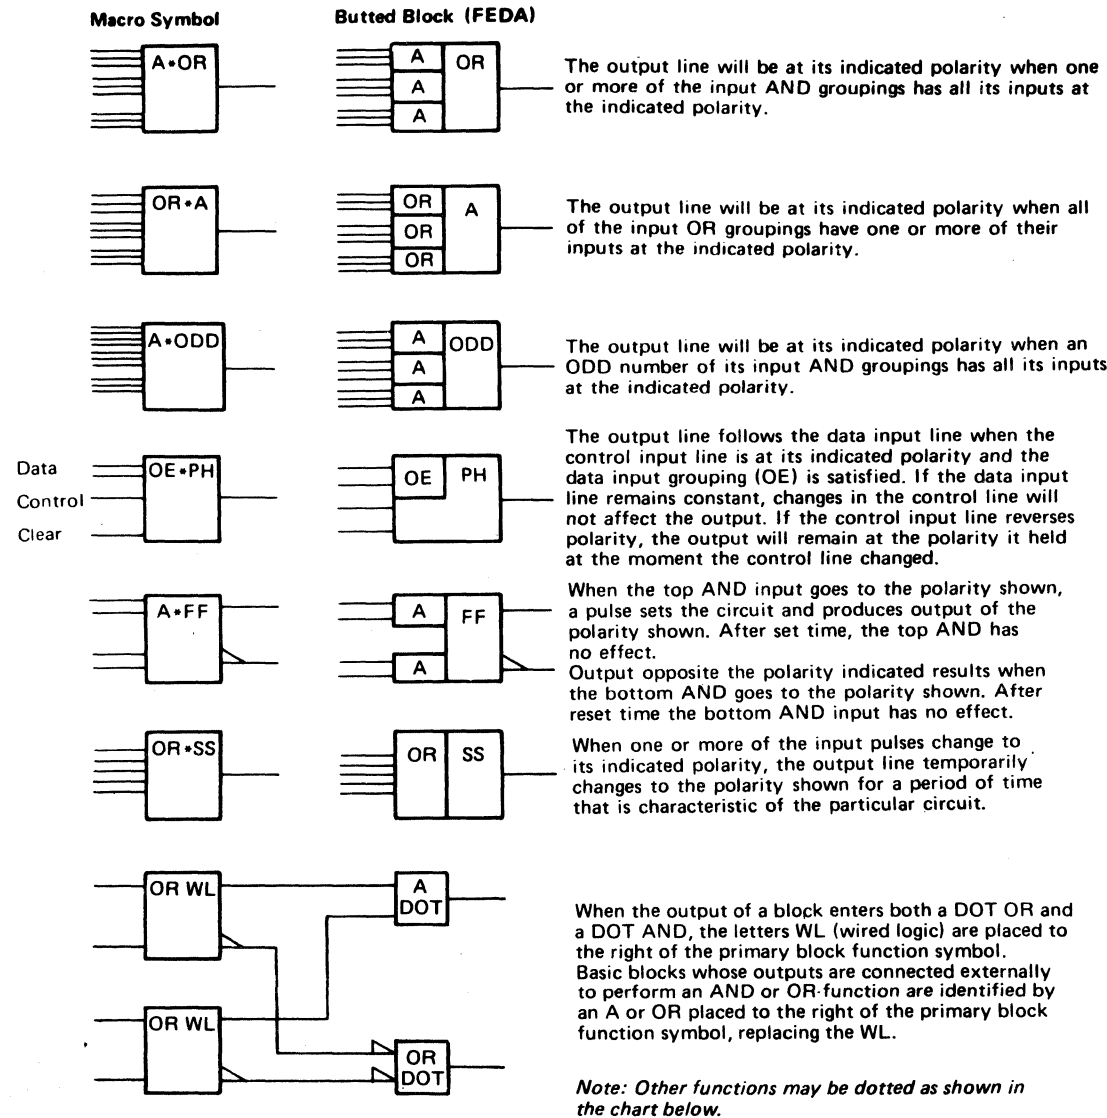 Macro Symbol
Butted Block (FEDA)
A*OR
A
A
A
OR
The output line will be at its indicated polarity when one
or more of the input AND groupings has all its inputs at
the indicated polarity.
OR*A
OR
OR
OR
A
The output line will be at its indicated polarity when all
of the input OR groupings have one or more of their
inputs at the indicated polarity.
A*ODD
A
A
A
ODD
The output line will be at its indicated polarity when an
ODD number of its input AND groupings has all its inputs
at the indicated polarity.
Data
Control
Clear
OE*PH
OE
PH
The output line follows the data input line when the
control input line is at its indicated polarity and the
data input grouping (OE) is satisfied. If the data input
line remains constant, changes in the control line will
not affect the output. If the control input line reverses
polarity, the output will remain at the polarity it held
at the moment the control line changed.
A*FF
A
A
FF
When the top AND input goes to the polarity shown,
a pulse sets the circuit and produces output of the
polarity shown. After set time, the top AND has
no effect.
Output opposite the polarity indicated results when
the bottom AND goes to the polarity shown. After
reset time the bottom AND input has no effect.
OR*SS
OR
SS
When one or more of the input pulses change to
its indicated polarity, the output line temporarily
changes to the polarity shown for a period of time
that is characteristic of the particular circuit.
OR WL
A
DOT
OR WL
OR
DOT
When the output of a block enters both a DOT OR and
a DOT AND, the letters WL (wired logic) are placed to
the right of the primary block function symbol.
Basic blocks whose outputs are connected externally
to perform an AND or OR function are identified by
an A or OR placed to the right of the primary block
function symbol, replacing the WL.
Note: Other functions may be dotted as shown in
the chart below.